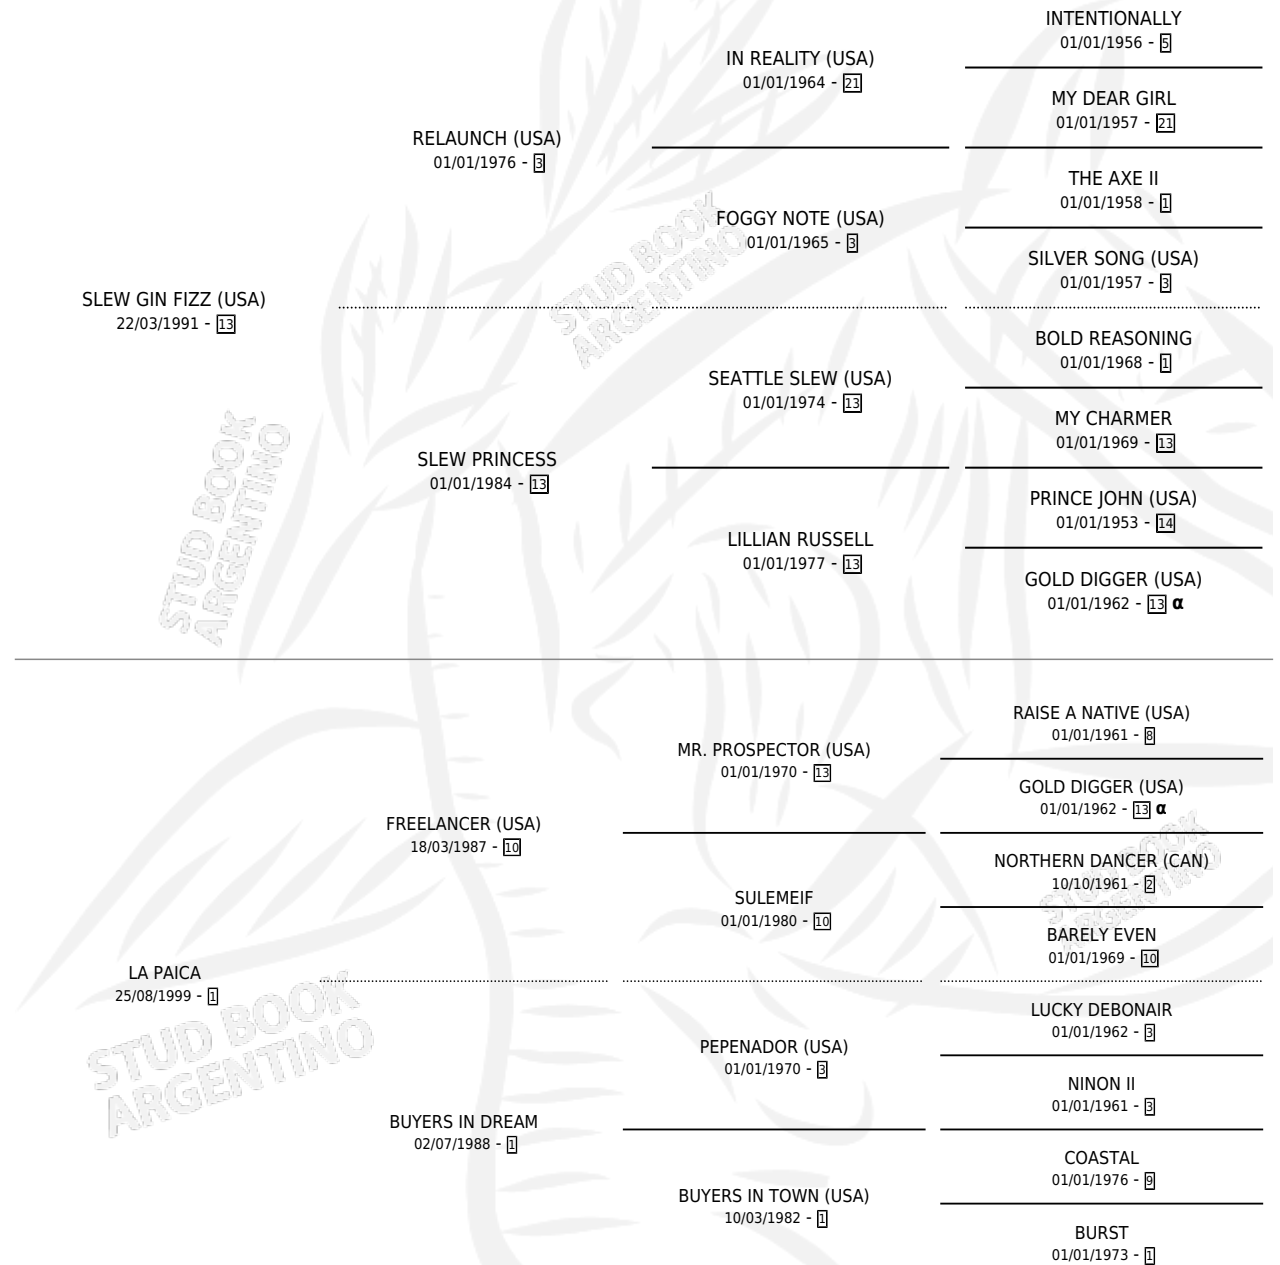 INTENTIONALLY
01/01/1956 - 5
IN REALITY (USA)
01/01/1964 - 21
MY DEAR GIRL
01/01/1957 - 21
RELAUNCH (USA)
01/01/1976 - 3
THE AXE II
01/01/1958 - 1
FOGGY NOTE (USA)
01/01/1965 - 3
SILVER SONG (USA)
01/01/1957 - 3
SLEW GIN FIZZ (USA)
22/03/1991 - 13
BOLD REASONING
01/01/1968 - 1
SEATTLE SLEW (USA)
01/01/1974 - 13
MY CHARMER
01/01/1969 - 13
SLEW PRINCESS
01/01/1984 - 13
PRINCE JOHN (USA)
01/01/1953 - 14
LILLIAN RUSSELL
01/01/1977 - 13
GOLD DIGGER (USA)
01/01/1962 - 13 α
RAISE A NATIVE (USA)
01/01/1961 - 8
MR. PROSPECTOR (USA)
01/01/1970 - 13
GOLD DIGGER (USA)
01/01/1962 - 13 α
FREELANCER (USA)
18/03/1987 - 10
NORTHERN DANCER (CAN)
10/10/1961 - 2
SULEMEIF
01/01/1980 - 10
BARELY EVEN
01/01/1969 - 10
LA PAICA
25/08/1999 - 1
LUCKY DEBONAIR
01/01/1962 - 3
PEPENADOR (USA)
01/01/1970 - 3
NINON II
01/01/1961 - 3
BUYERS IN DREAM
02/07/1988 - 1
COASTAL
01/01/1976 - 9
BUYERS IN TOWN (USA)
10/03/1982 - 1
BURST
01/01/1973 - 1
STUD BOOK
ARGENTINO
STUD BOOK
ARGENTINO
STUD BOOK
ARGENTINO
STUD BOOK
ARGENTINO